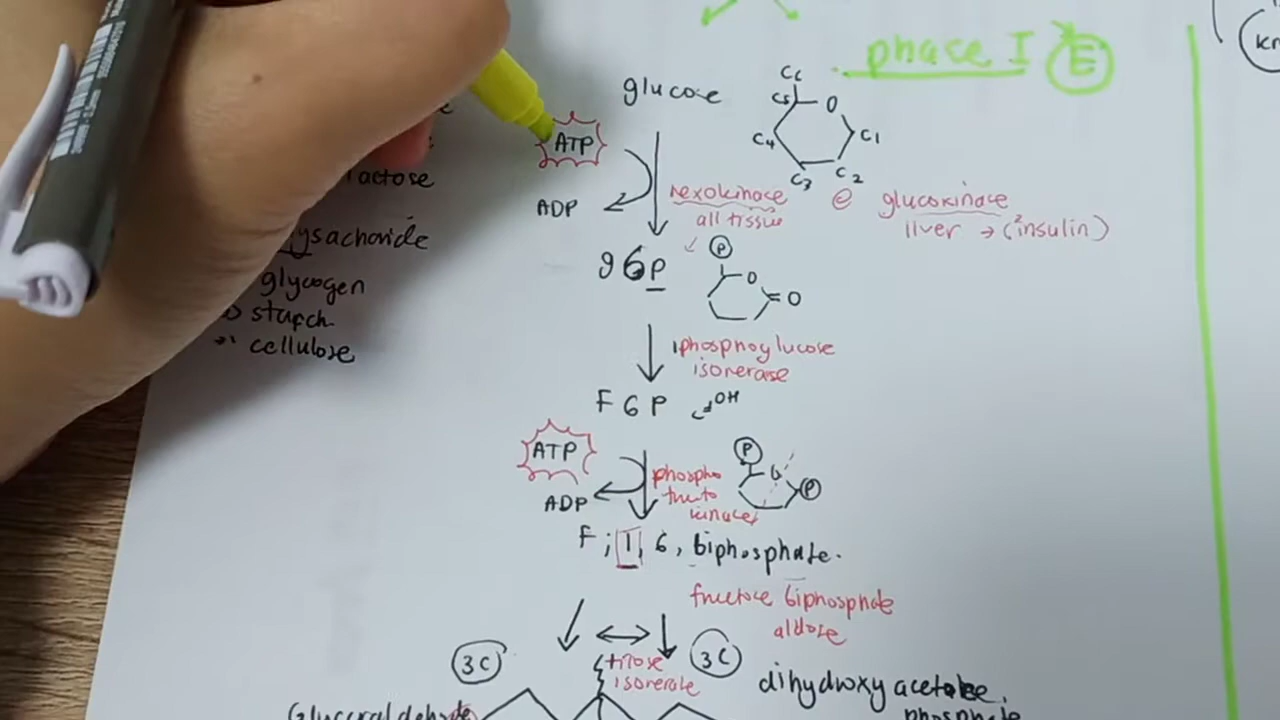 phase I E
glucose
C5
O
C4
C1
C3
C2
ATP
ADP
hexokinase
all tissue
@ glucokinase
liver → (insulin)
actose
ysachoride
glycogen
starch
cellulose
g6P
P
O
O
phosphoglucose
isomerase
F6P
OH
ATP
ADP
phospho
fructo
kinase
P
P
F, 1, 6, biphosphate.
fructose biphosphate
aldose
3C
3C
triose
isomerase
dihydroxy acetone
phosphate
Glyceraldehyde